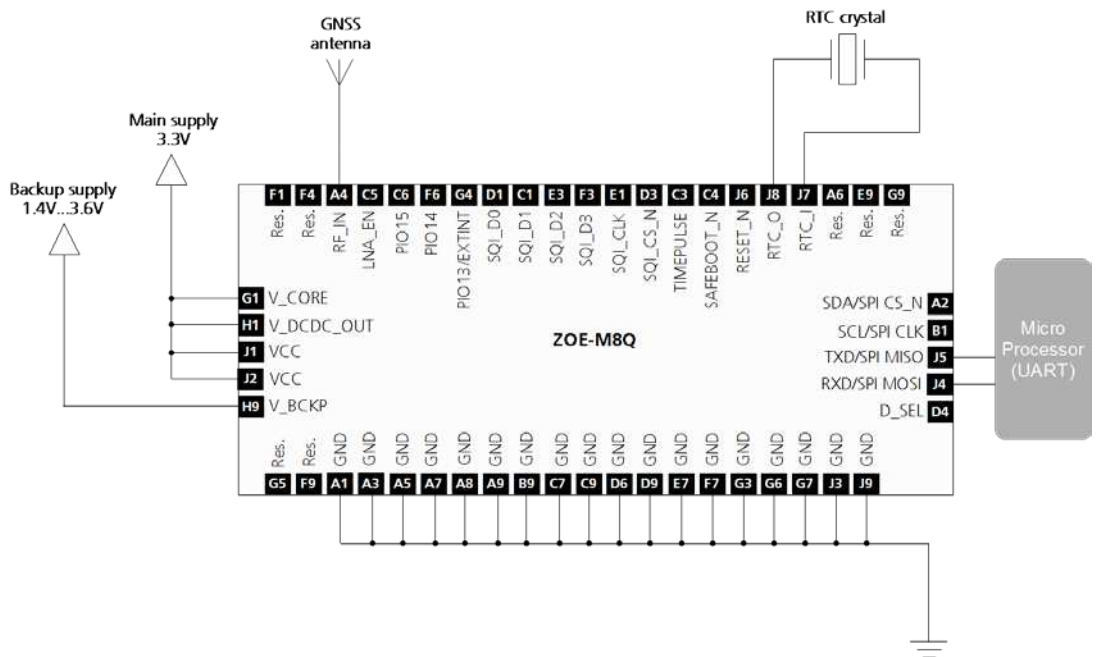 GNSS
antenna
RTC crystal
Main supply
3.3V
Backup supply
1.4V...3.6V
F1 F4 A4 C5 C6 F6 G4 D1 C1 E3 F3 E1 D3 C3 C4 J6 J8 J7 A6 E9 G9
Res. Res. RF_IN LNA_EN PIO15 PIO14 PIO13/EXTINT SQI_D0 SQI_D1 SQI_D2 SQI_D3 SQI_CLK SQI_CS_N TIMEPULSE SAFEBOOT_N RESET_N RTC_O RTC_I Res. Res. Res.
G1 V_CORE
H1 V_DCDC_OUT
J1 VCC
J2 VCC
H9 V_BCKP
ZOE-M8Q
SDA/SPI CS_N A2
SCL/SPI CLK B1
TXD/SPI MISO J5
RXD/SPI MOSI J4
D_SEL D4
Micro
Processor
(UART)
Res. Res. GND GND GND GND GND GND GND GND GND GND GND GND GND GND GND GND GND GND
G5 F9 A1 A3 A5 A7 A8 A9 B9 C7 C9 D6 D9 E7 F7 G3 G6 G7 J3 J9